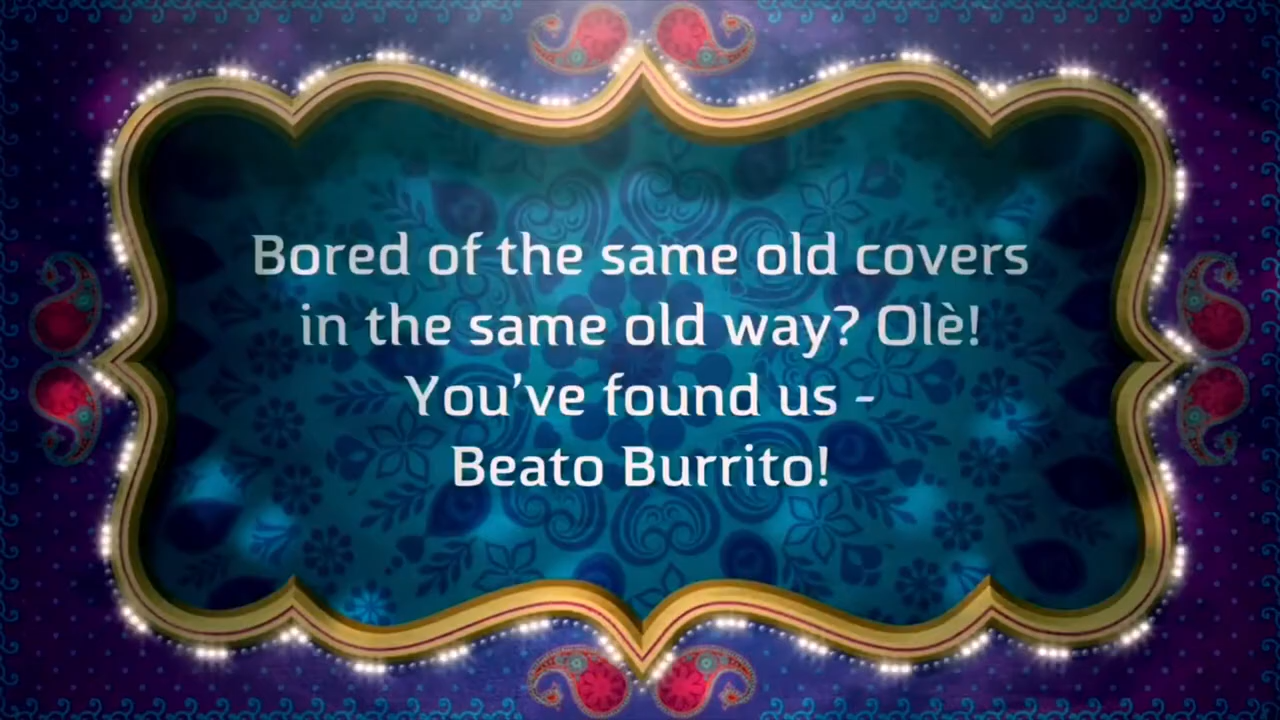 Bored of the same old covers
in the same old way? Olè!
You’ve found us -
Beato Burrito!